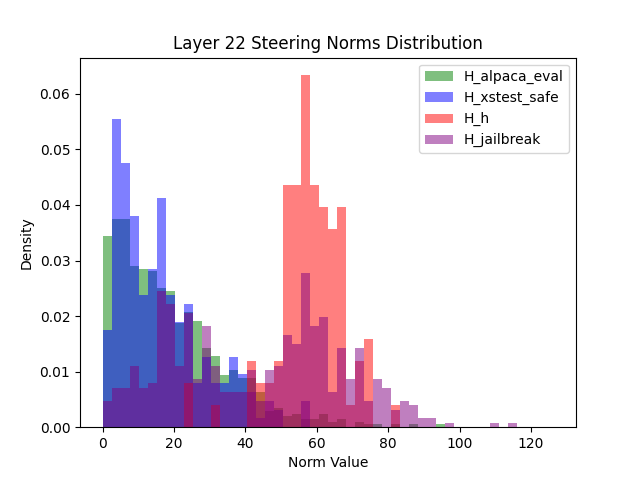 Layer 22 Steering Norms Distribution
H_alpaca_eval
H_xstest_safe
H_h
H_jailbreak
Density
0.06
0.05
0.04
0.03
0.02
0.01
0.00
0 20 40 60 80 100 120
Norm Value